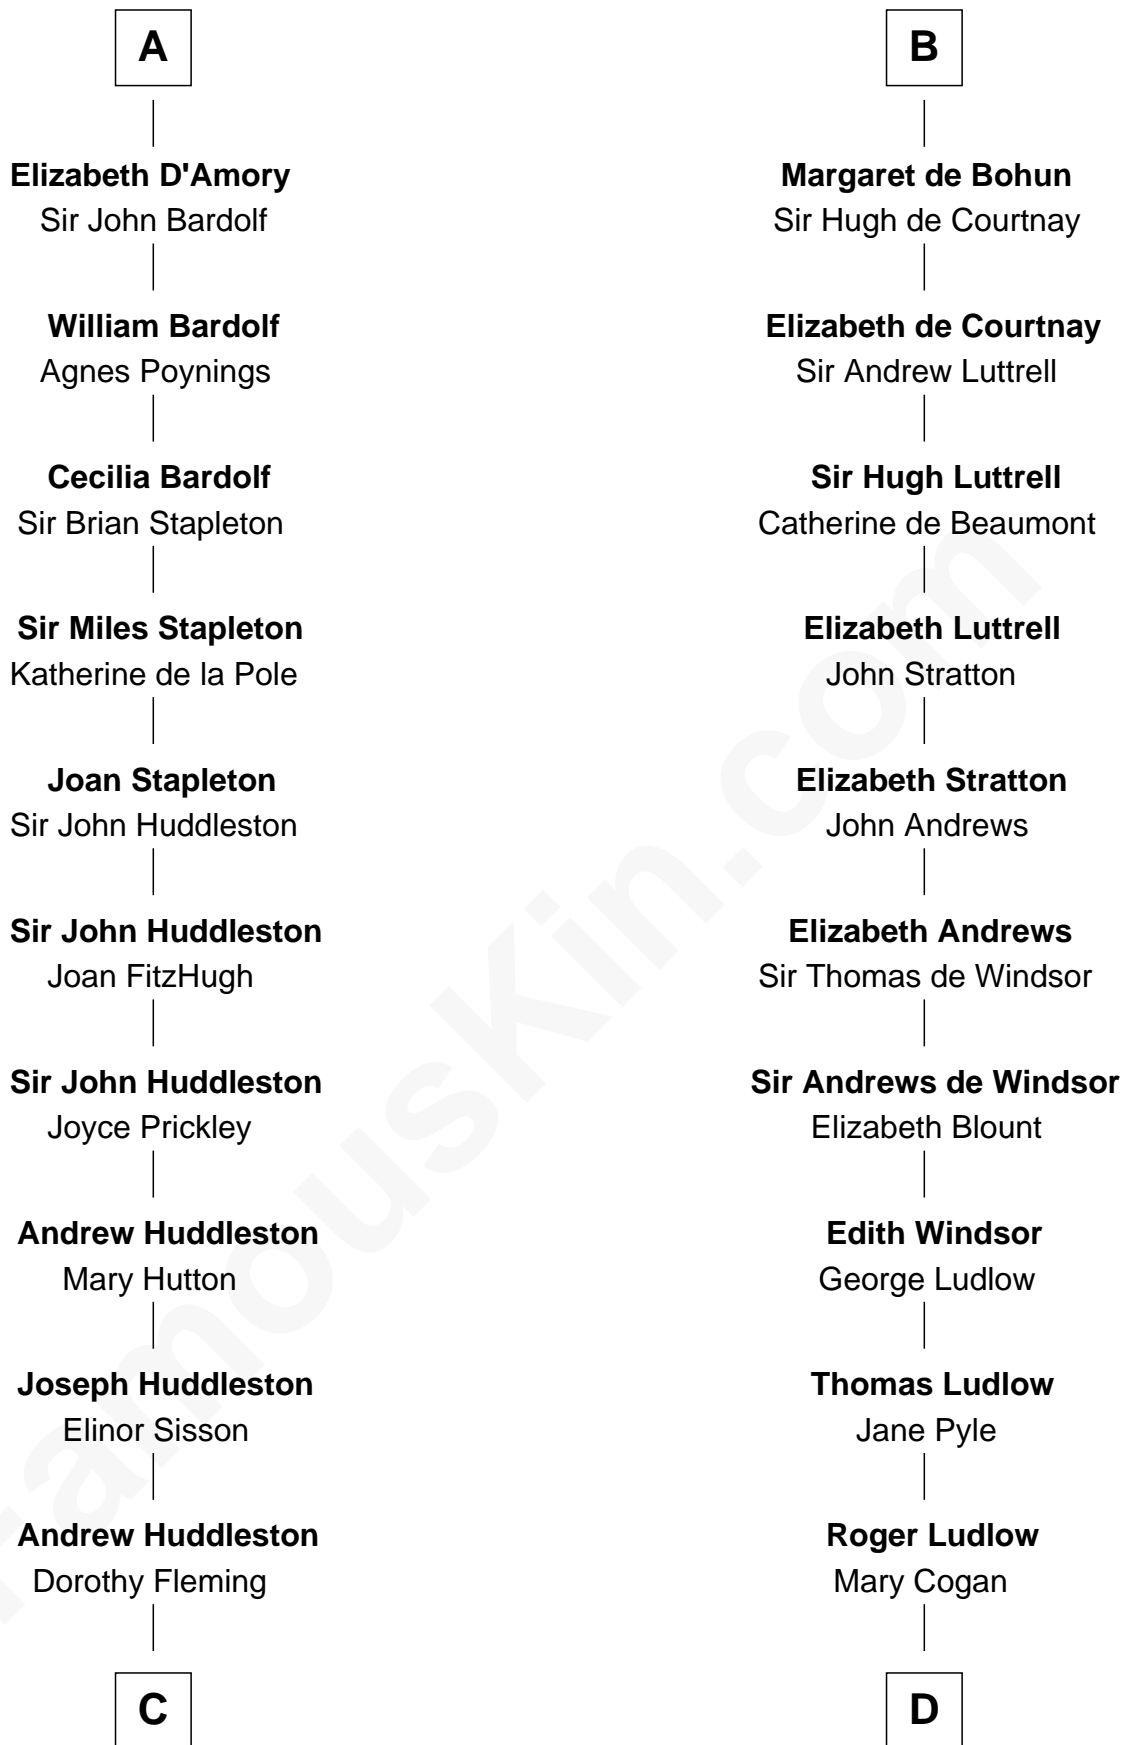 A
Elizabeth D'Amory
Sir John Bardolf
William Bardolf
Agnes Poynings
Cecilia Bardolf
Sir Brian Stapleton
Sir Miles Stapleton
Katherine de la Pole
Joan Stapleton
Sir John Huddleston
Sir John Huddleston
Joan FitzHugh
Sir John Huddleston
Joyce Prickley
Andrew Huddleston
Mary Hutton
Joseph Huddleston
Elinor Sisson
Andrew Huddleston
Dorothy Fleming
C
B
Margaret de Bohun
Sir Hugh de Courtnay
Elizabeth de Courtnay
Sir Andrew Luttrell
Sir Hugh Luttrell
Catherine de Beaumont
Elizabeth Luttrell
John Stratton
Elizabeth Stratton
John Andrews
Elizabeth Andrews
Sir Thomas de Windsor
Sir Andrews de Windsor
Elizabeth Blount
Edith Windsor
George Ludlow
Thomas Ludlow
Jane Pyle
Roger Ludlow
Mary Cogan
D
FamousKin.com